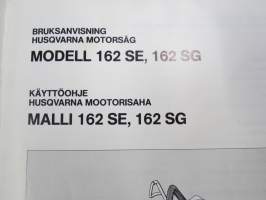 BRUKSANVISNING
HUSQVARNA MOTORSÅG
MODELL 162 SE, 162 SG
KÄYTTÖOHJE
HUSQVARNA MOOTORISAHA
MALLI 162 SE, 162 SG